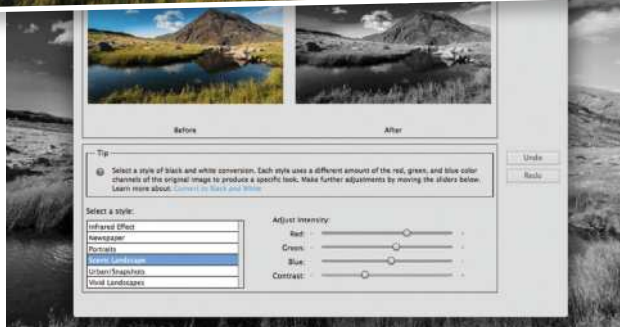 Before
After
Tip
Select a style of black and white conversion. Each style uses a different amount of the red, green, and blue color
channels of the original image to produce a specific look. Make further adjustments by moving the sliders below.
Learn more about: Convert to Black and White
Undo
Redo
Select a style:
Infrared Effect
Newspaper
Portraits
Scenic Landscape
Urban/Snapshots
Vivid Landscapes
Adjust Intensity:
Red:
Green:
Blue:
Contrast: